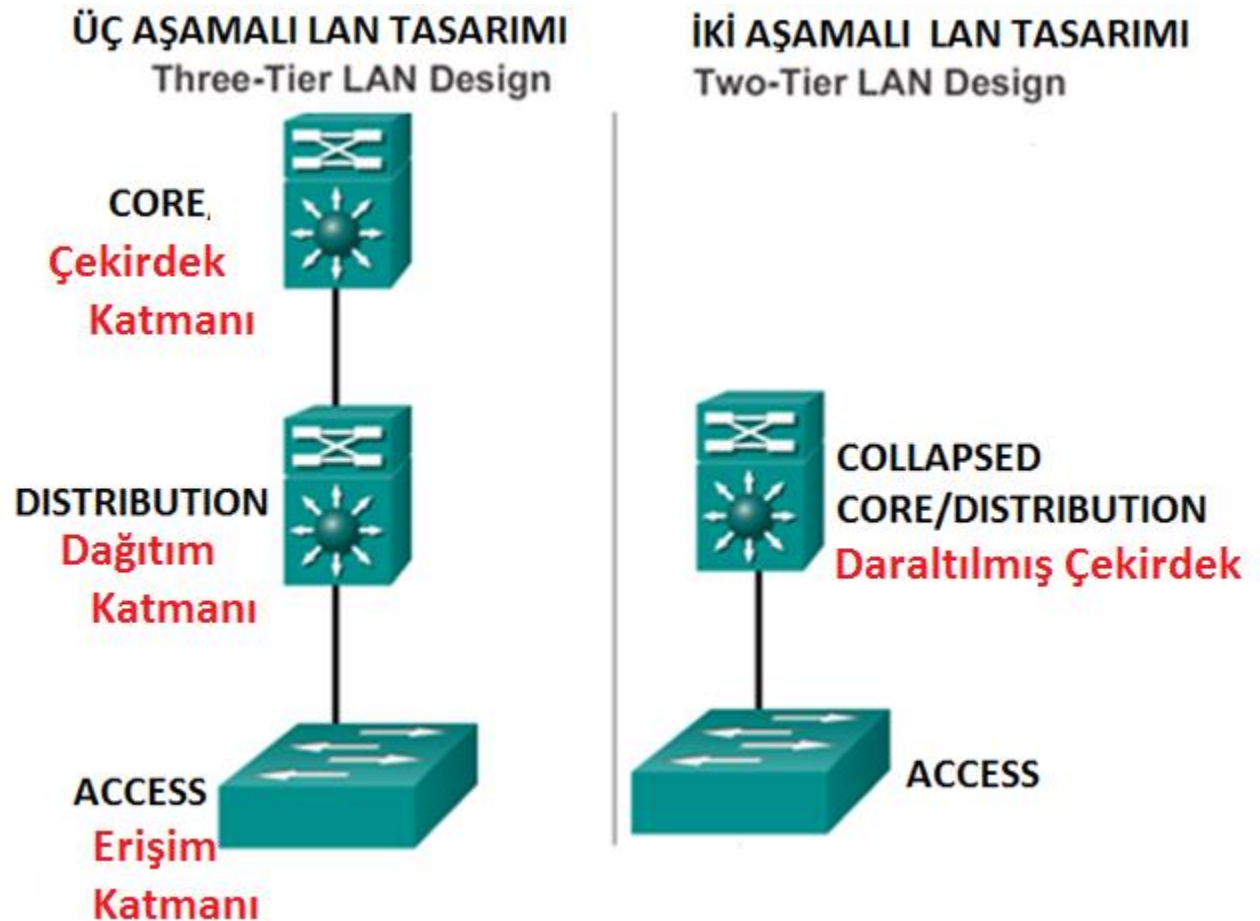 ÜÇ AŞAMALI LAN TASARIMI
Three-Tier LAN Design
CORE,
Çekirdek
Katmanı
DISTRIBUTION
Dağıtım
Katmanı
ACCESS
Erişim
Katmanı
İKİ AŞAMALI LAN TASARIMI
Two-Tier LAN Design
COLLAPSED
CORE/DISTRIBUTION
Daraltılmış Çekirdek
ACCESS